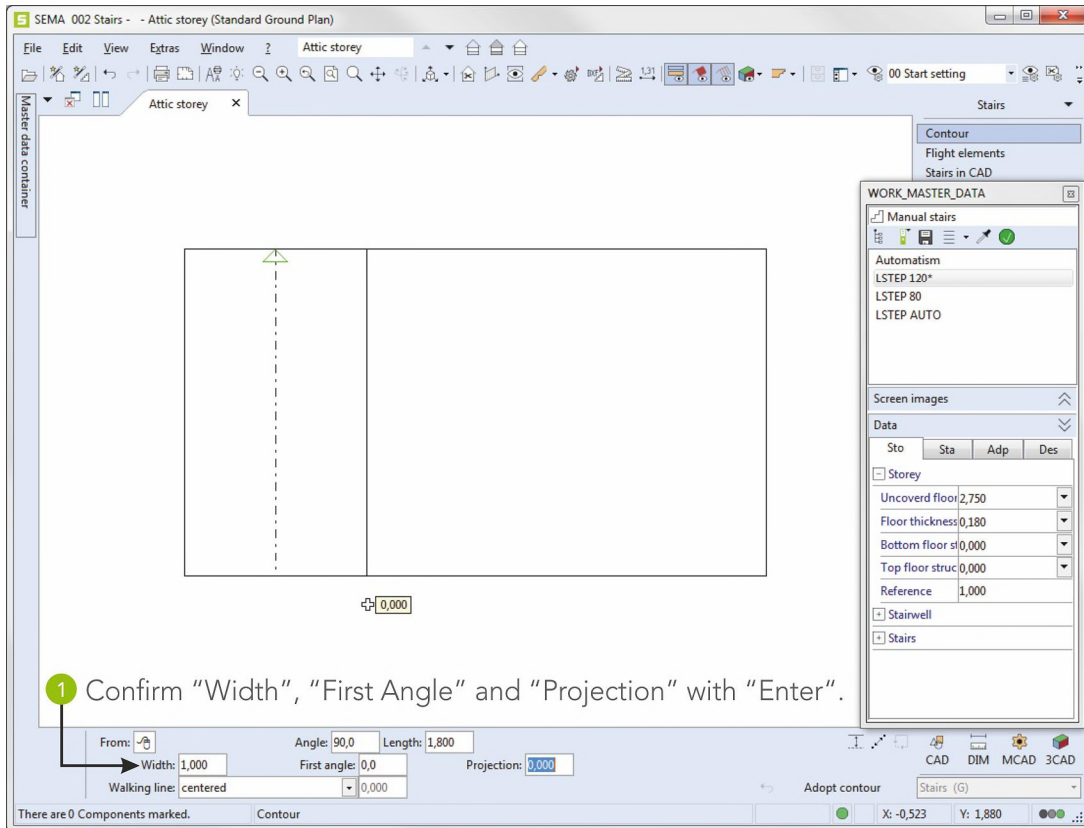 SEMA 002 Stairs - - Attic storey (Standard Ground Plan)
File Edit View Extras Window ? Attic storey
00 Start setting
Master data container
Attic storey
Stairs
Contour
Flight elements
Stairs in CAD
WORK_MASTER_DATA
Manual stairs
Automatism
LSTEP 120*
LSTEP 80
LSTEP AUTO
Screen images
Data
Sto Sta Adp Des
Storey
Uncoverd floor 2,750
Floor thickness 0,180
Bottom floor st 0,000
Top floor struc 0,000
Reference 1,000
Stairwell
Stairs
0,000
1 Confirm “Width”, “First Angle” and “Projection” with “Enter“.
From: Angle: 90,0 Length: 1,800
Width: 1,000 First angle: 0,0 Projection: 0,000
Walking line: centered 0,000
CAD DIM MCAD 3CAD
Adopt contour Stairs (G)
There are 0 Components marked. Contour X: -0,523 Y: 1,880